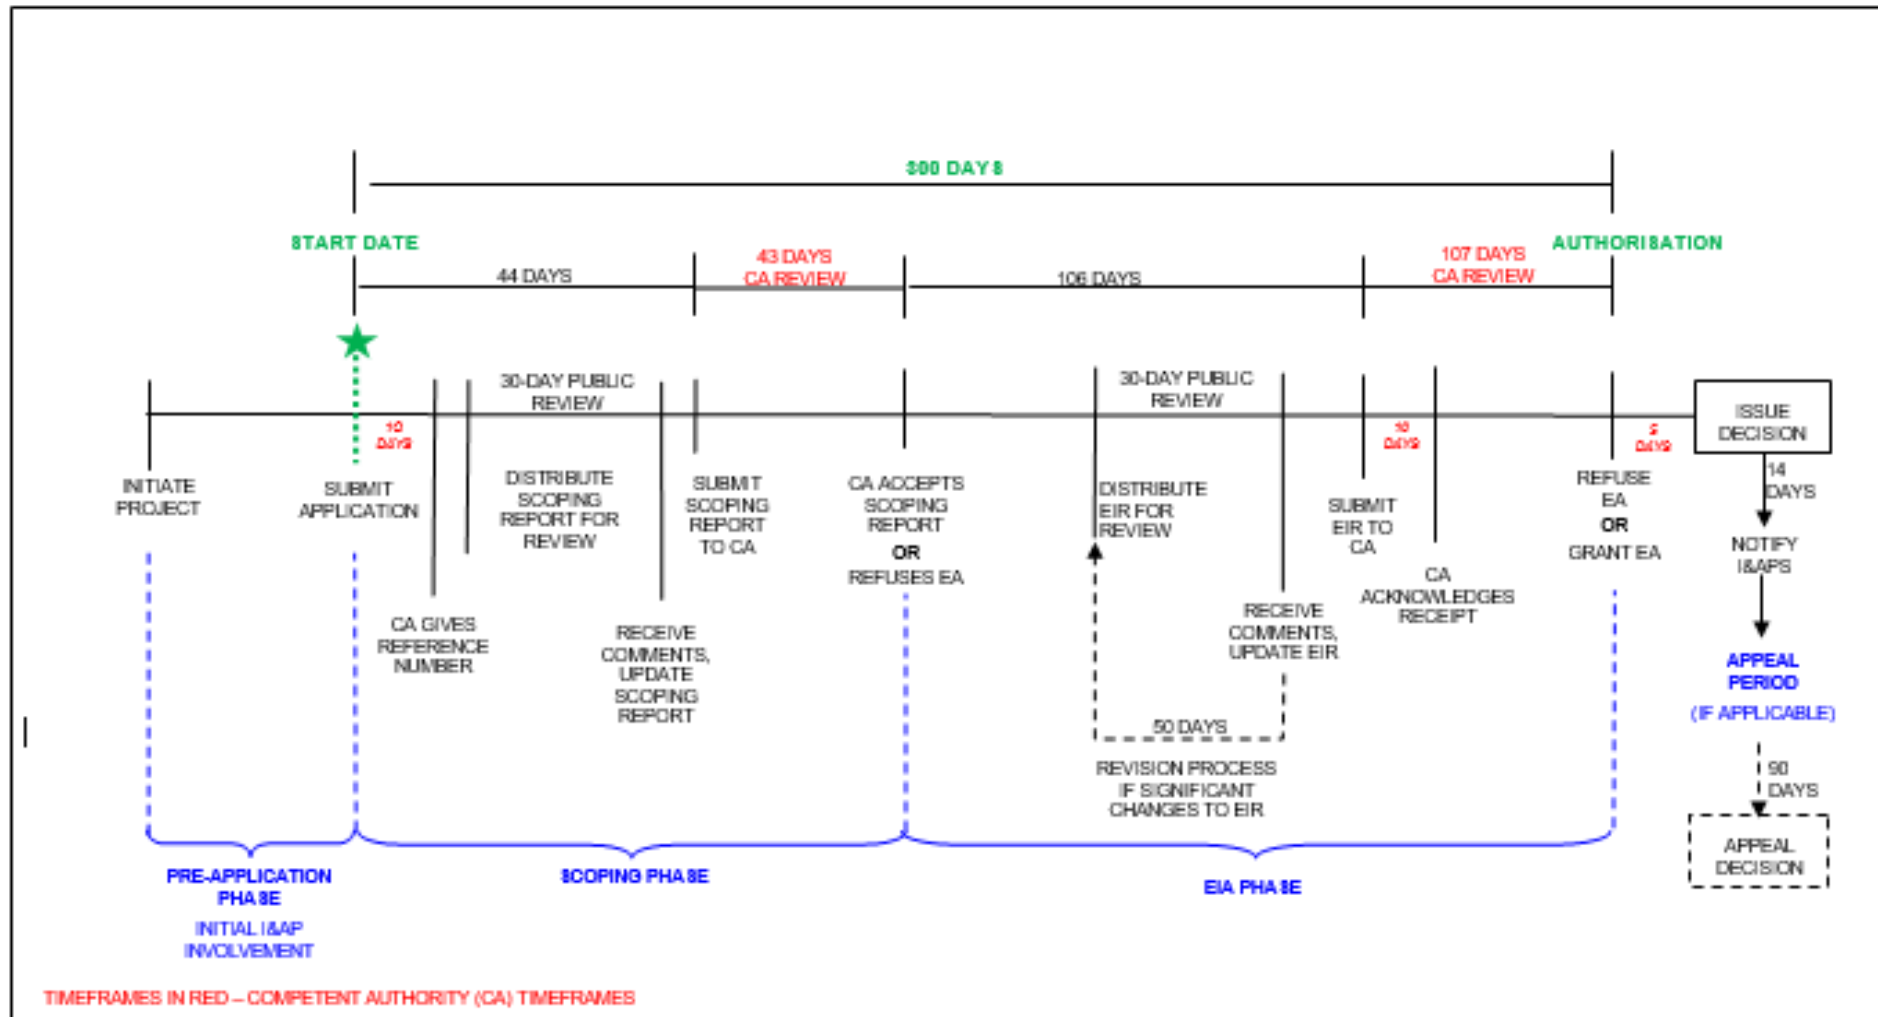 300 DAYS
START DATE
AUTHORISATION
44 DAYS
43 DAYS
CA REVIEW
106 DAYS
107 DAYS
CA REVIEW
30-DAY PUBLIC
REVIEW
30-DAY PUBLIC
REVIEW
10
DAYS
10
DAYS
5
DAYS
ISSUE
DECISION
INITIATE
PROJECT
SUBMIT
APPLICATION
DISTRIBUTE
SCOPING
REPORT FOR
REVIEW
SUBMIT
SCOPING
REPORT
TO CA
CA ACCEPTS
SCOPING
REPORT
OR
REFUSES EA
DISTRIBUTE
EIR FOR
REVIEW
SUBMIT
EIR TO
CA
REFUSE
EA
OR
GRANT EA
14
DAYS
NOTIFY
I&APS
CA GIVES
REFERENCE
NUMBER
RECEIVE
COMMENTS,
UPDATE
SCOPING
REPORT
RECEIVE
COMMENTS,
UPDATE EIR
CA
ACKNOWLEDGES
RECEIPT
APPEAL
PERIOD
(IF APPLICABLE)
50 DAYS
REVISION PROCESS
IF SIGNIFICANT
CHANGES TO EIR
90
DAYS
APPEAL
DECISION
PRE-APPLICATION
PHASE
INITIAL I&AP
INVOLVEMENT
SCOPING PHASE
EIA PHASE
TIMEFRAMES IN RED – COMPETENT AUTHORITY (CA) TIMEFRAMES